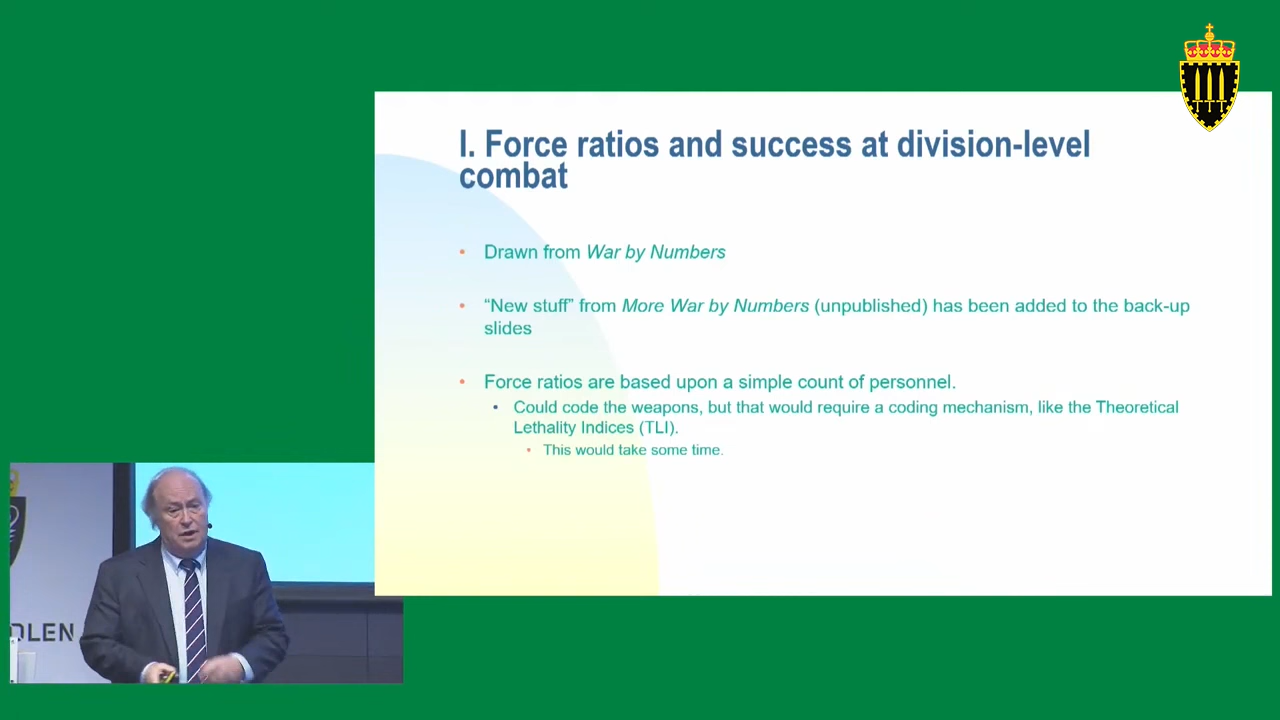 I. Force ratios and success at division-level
combat
• Drawn from War by Numbers
• “New stuff” from More War by Numbers (unpublished) has been added to the back-up
slides
• Force ratios are based upon a simple count of personnel.
• Could code the weapons, but that would require a coding mechanism, like the Theoretical
Lethality Indices (TLI).
• This would take some time.
OLEN